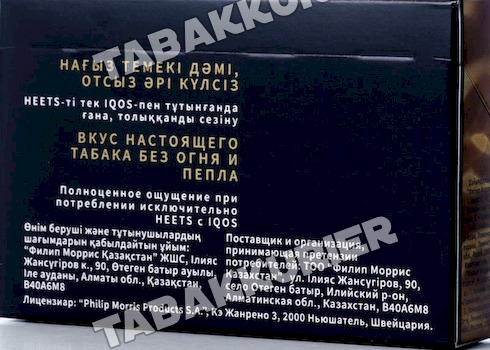 TABAKKURIER
НАҒЫЗ ТЕМЕКІ ДӘМІ,
ОТСЫЗ ӘРІ КҮЛСІЗ
HEETS-ті тек IQOS-пен тұтынғанда
ғана, толыққанды сезіну
ВКУС НАСТОЯЩЕГО
ТАБАКА БЕЗ ОГНЯ И
ПЕПЛА
Полноценное ощущение при
потреблении исключительно
HEETS с IQOS
Өнім беруші және тұтынушылардың
шағымдарын қабылдайтын ұйым:
"Филип Моррис Қазақстан" ЖШС, Ілияс
Жансүгіров к., 90, Өтеген батыр ауылы,
Іле ауданы, Алматы обл., Қазақстан,
B40A6M8
Поставщик и организация,
принимающая претензии
потребителей: ТОО "Филип Моррис
Казахстан" ул. Ілияс Жансүгіров, 90,
село Отеген батыр, Илийский р-он,
Алматинская обл., Казахстан,
B40A6M8
Лицензиар: "Philip Morris Products S.A.", Кэ Жанрено 3, 2000 Ньюшатель, Швейцария.
TABAKKURIER